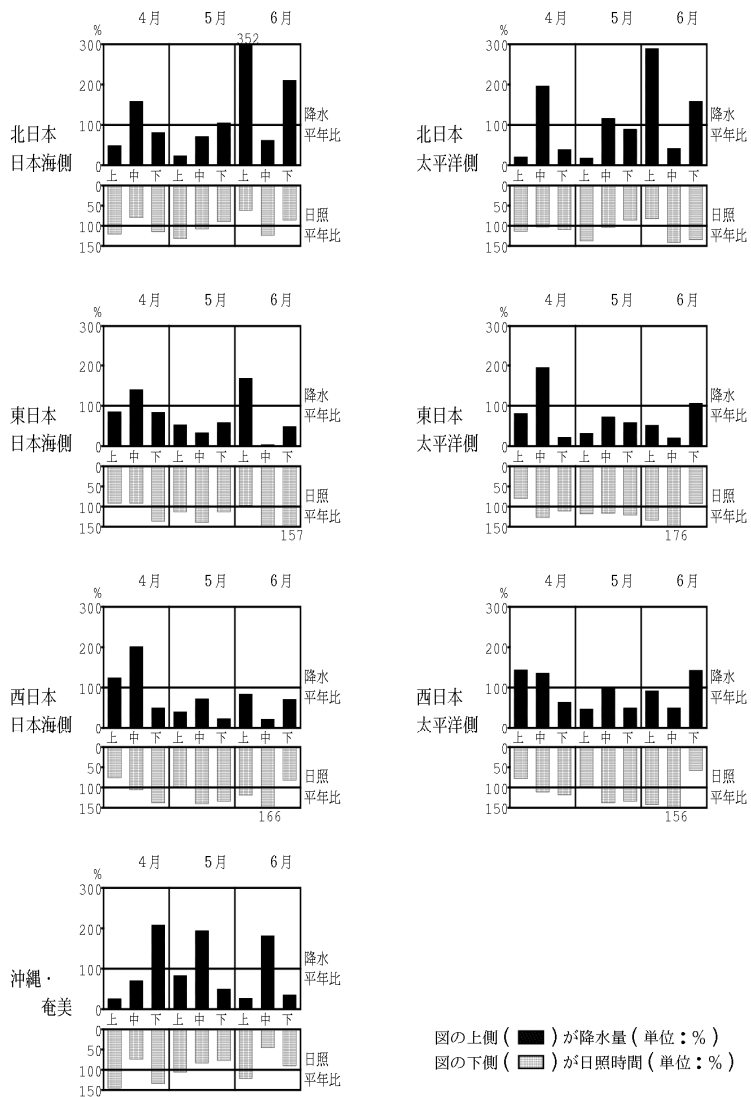 4月 5月 6月
%
352
300
200
100
0
降水
平年比
北日本
日本海側
上 中 下 上 中 下 上 中 下
0
50
100
150
日照
平年比
4月 5月 6月
%
300
200
100
0
降水
平年比
北日本
太平洋側
上 中 下 上 中 下 上 中 下
0
50
100
150
日照
平年比
4月 5月 6月
%
300
200
100
0
降水
平年比
東日本
日本海側
上 中 下 上 中 下 上 中 下
0
50
100
150
日照
平年比
157
4月 5月 6月
%
300
200
100
0
降水
平年比
東日本
太平洋側
上 中 下 上 中 下 上 中 下
0
50
100
150
日照
平年比
176
4月 5月 6月
%
300
200
100
0
降水
平年比
西日本
日本海側
上 中 下 上 中 下 上 中 下
0
50
100
150
日照
平年比
166
4月 5月 6月
%
300
200
100
0
降水
平年比
西日本
太平洋側
上 中 下 上 中 下 上 中 下
0
50
100
150
日照
平年比
156
4月 5月 6月
%
300
200
100
0
降水
平年比
沖縄・
奄美
上 中 下 上 中 下 上 中 下
0
50
100
150
日照
平年比
図の上側( )が降水量(単位:%)
図の下側( )が日照時間(単位:%)